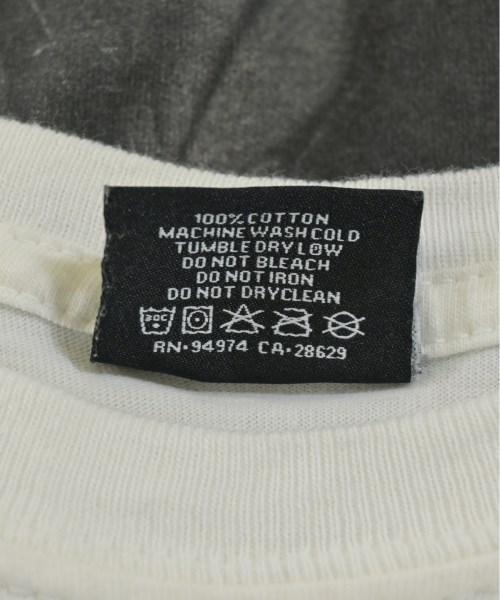 100% COTTON
MACHINE WASH COLD
TUMBLE DRY LOW
DO NOT BLEACH
DO NOT IRON
DO NOT DRYCLEAN
30C
RN·94974 CA·28629